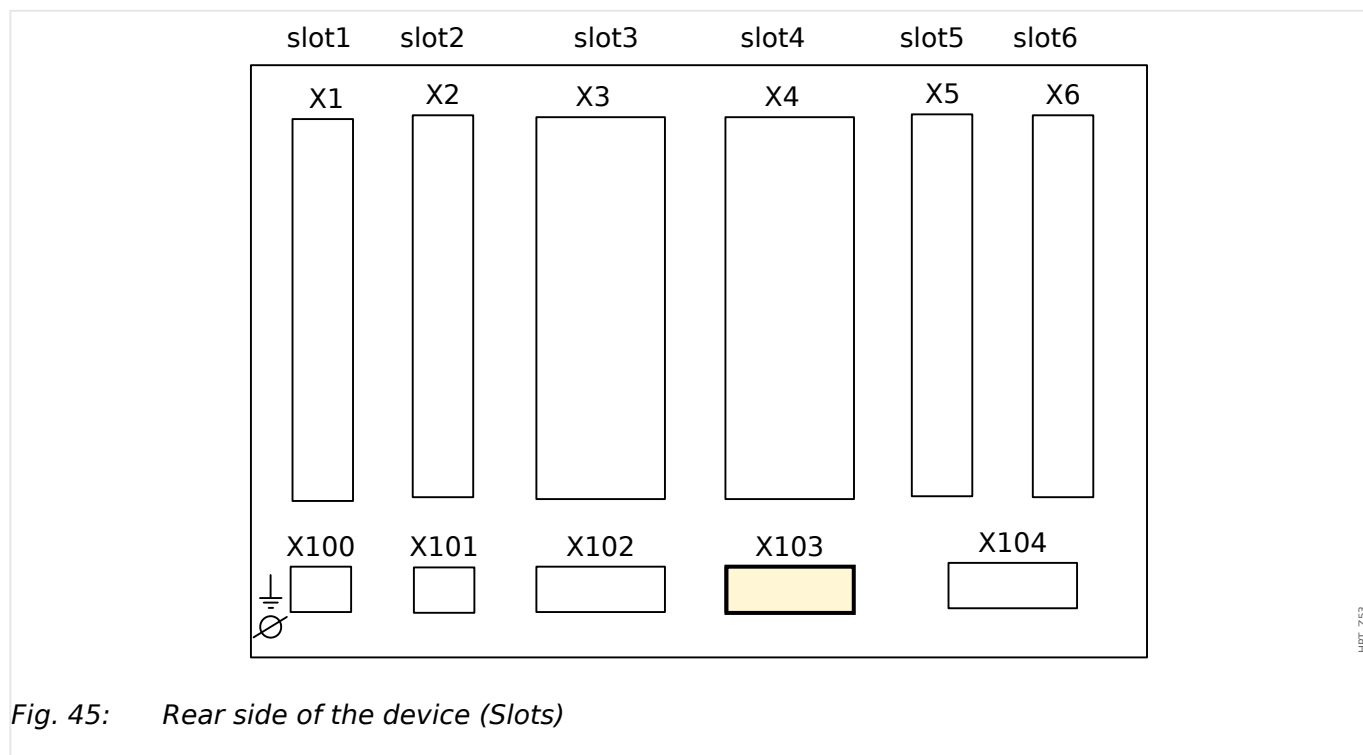 slot1 slot2 slot3 slot4 slot5 slot6
X1 X2 X3 X4 X5 X6
X100 X101 X102 X103 X104
Fig. 45: Rear side of the device (Slots)